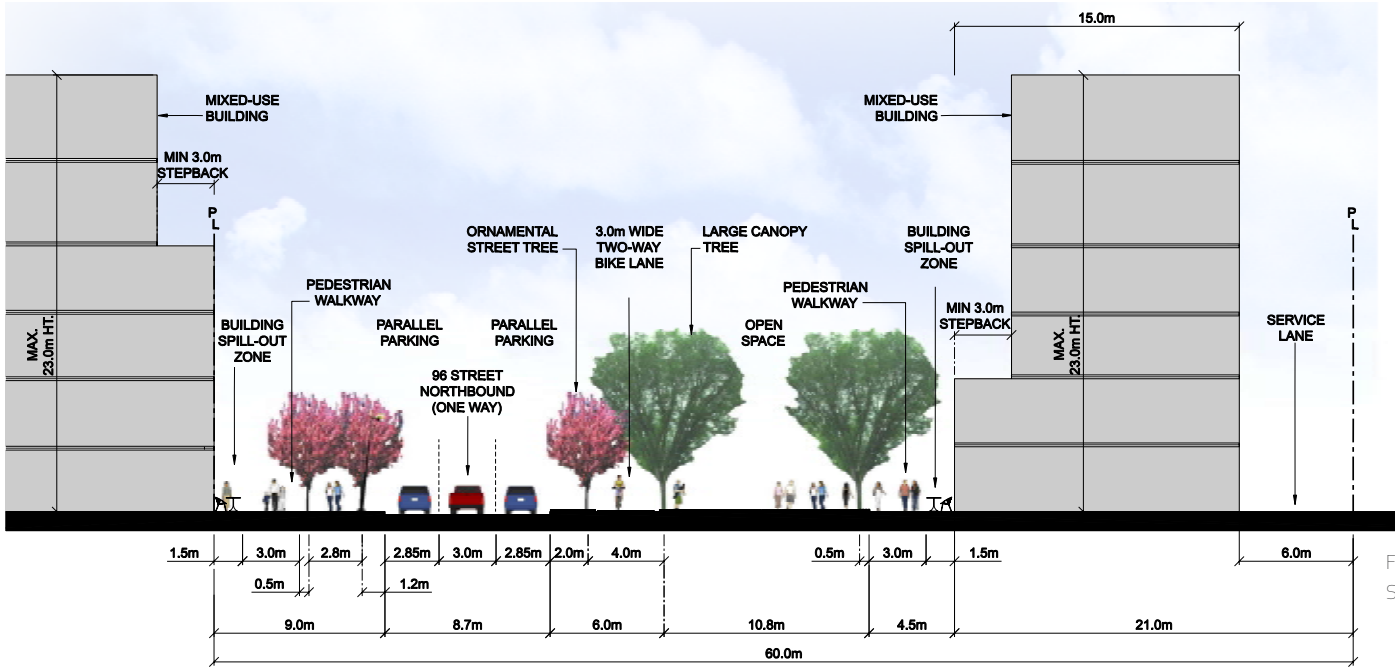 15.0m
MIXED-USE
BUILDING
MIXED-USE
BUILDING
MIN 3.0m
STEPBACK
P
L
P
L
ORNAMENTAL
STREET TREE
3.0m WIDE
TWO-WAY
BIKE LANE
LARGE CANOPY
TREE
BUILDING
SPILL-OUT
ZONE
PEDESTRIAN
WALKWAY
PEDESTRIAN
WALKWAY
MIN 3.0m
STEPBACK
BUILDING
SPILL-OUT
ZONE
PARALLEL
PARKING
PARALLEL
PARKING
OPEN
SPACE
SERVICE
LANE
MAX.
23.0m HT.
MAX.
23.0m HT.
96 STREET
NORTHBOUND
(ONE WAY)
1.5m
3.0m
2.8m
2.85m
3.0m
2.85m
2.0m
4.0m
0.5m
3.0m
1.5m
6.0m
0.5m
1.2m
9.0m
8.7m
6.0m
10.8m
4.5m
21.0m
60.0m
F
S